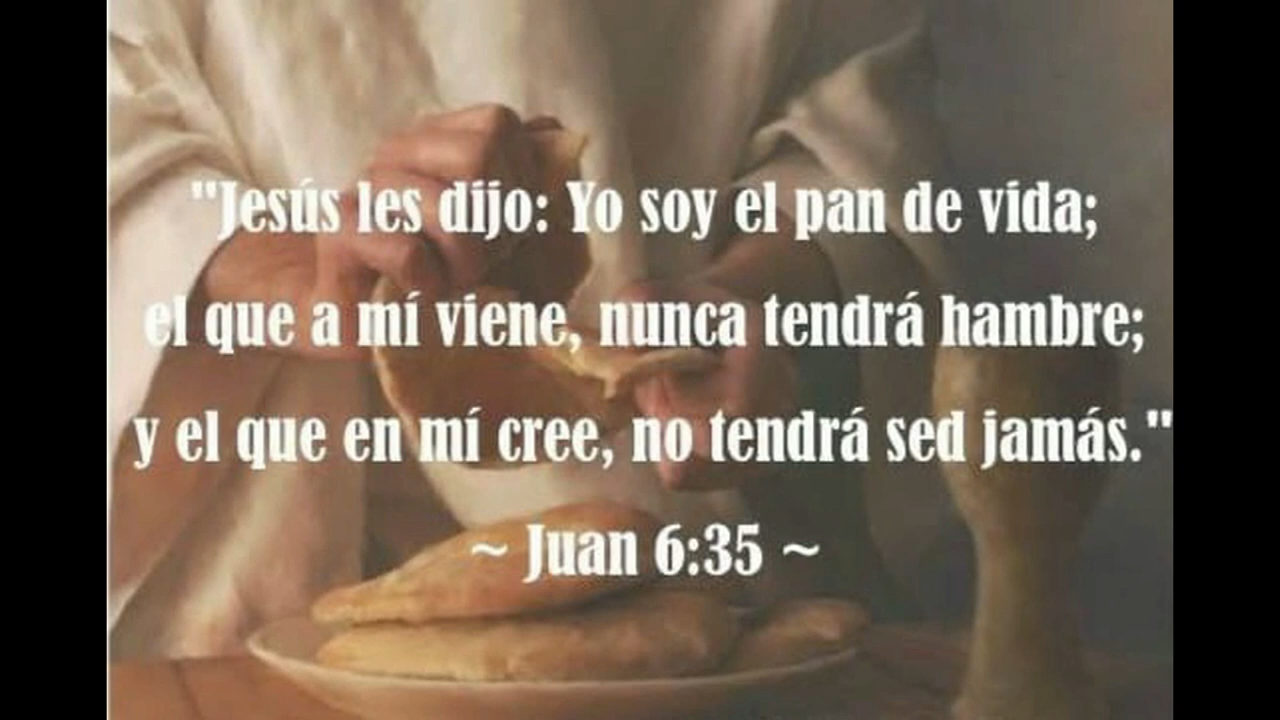 "Jesús les dijo: Yo soy el pan de vida;
el que a mí viene, nunca tendrá hambre;
y el que en mí cree, no tendrá sed jamás."
~ Juan 6:35 ~